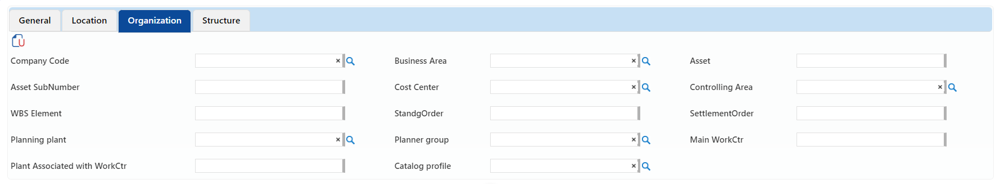 General Location Organization Structure
Company Code Business Area Asset
Asset SubNumber Cost Center Controlling Area
WBS Element StandgOrder SettlementOrder
Planning plant Planner group Main WorkCtr
Plant Associated with WorkCtr Catalog profile